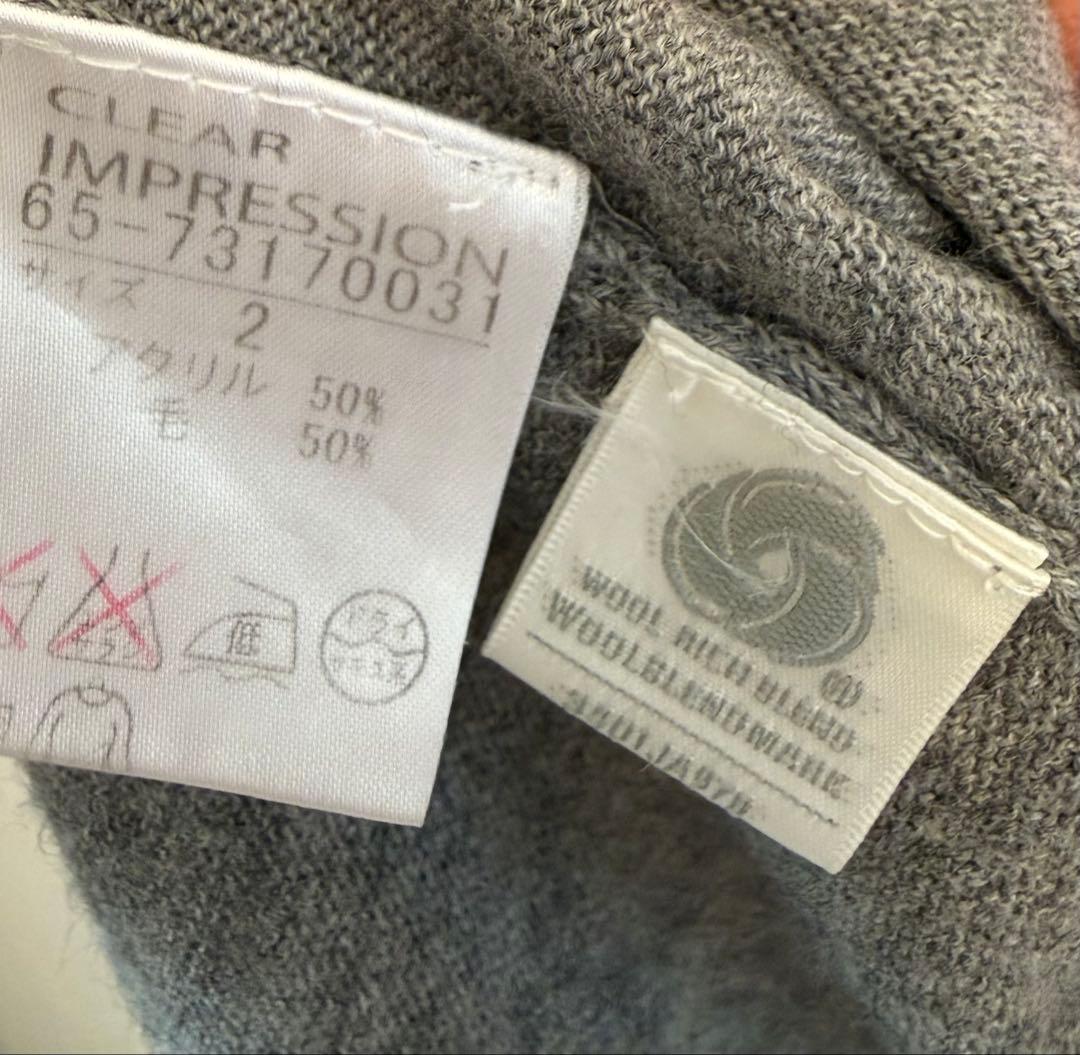 CLEAR
IMPRESSION
65-73170031
サイズ 2
アクリル 50%
毛 50%
低
ドライ
WOOL RICH BLEND
WOOLBLENDMARK